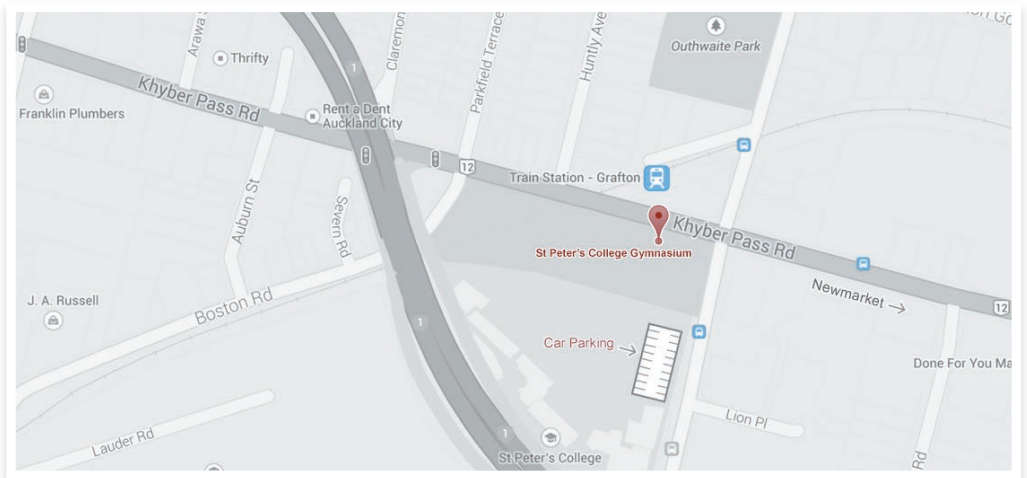 Arawa S
Thrifty
Claremon
Parkfield Terrace
Huntly Ave
Outhwaite Park
1
Franklin Plumbers
Khyber Pass Rd
Rent a Dent
Auckland City
12
Train Station - Grafton
Auburn St
Severn Rd
Khyber Pass Rd
St Peter's College Gymnasium
Newmarket
12
J. A. Russell
Boston Rd
1
Car Parking
Done For You Ma
Lion Pl
Lauder Rd
1
St Peter's College
Rd